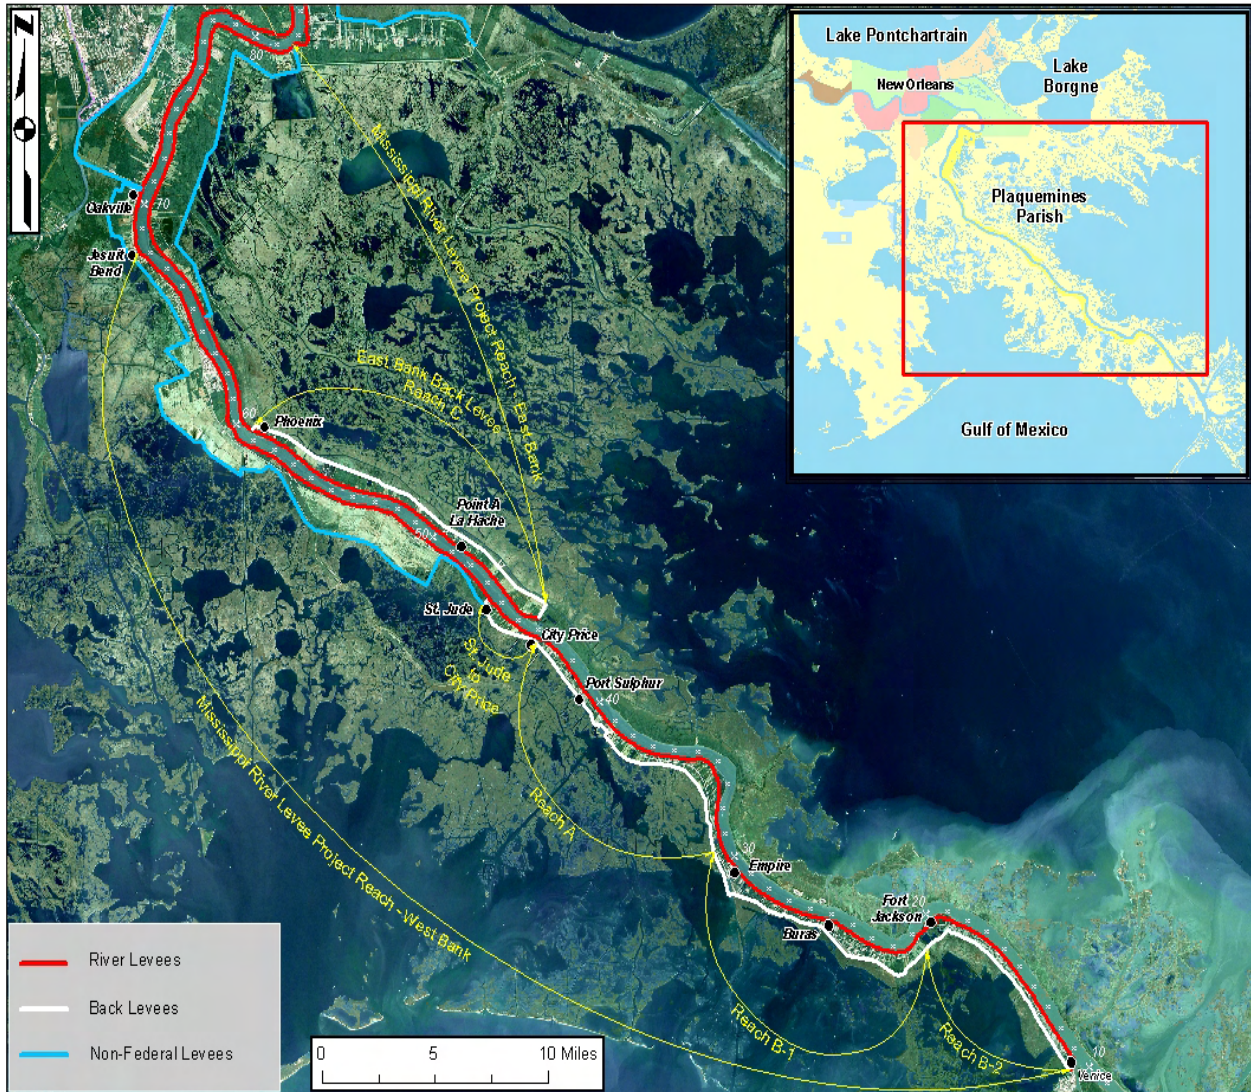 N
80
Lake Pontchartrain
New Orleans
Lake
Borgne
Plaquemines
Parish
Gulf of Mexico
Mississippi River Levee Project Reach - East Bank
Oakville
70
Jesuit
Bend
East Bank Back Levee
Reach C
60
Phoenix
Point A
La Hache
50
St. Jude
City Price
St. Jude
to
City Price
Port Sulphur
40
Mississippi River Levee Project Reach - West Bank
Reach A
30
Empire
Fort
Jackson
20
Buras
Reach B-1
Reach B-2
10
Venice
River Levees
Back Levees
Non-Federal Levees
0 5 10 Miles